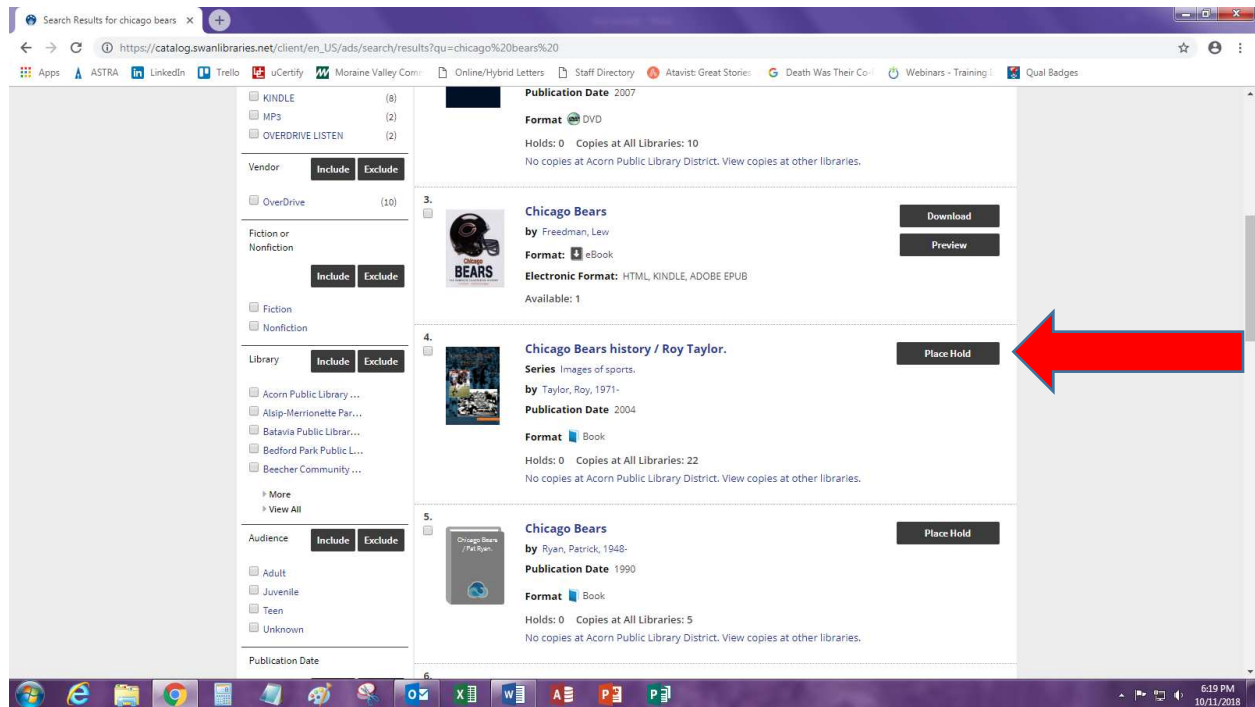 Search Results for chicago bears
https://catalog.swanlibraries.net/client/en_US/ads/search/results?qu=chicago%20bears%20
Apps ASTRA LinkedIn Trello uCertify Moraine Valley Com Online/Hybrid Letters Staff Directory Atavist: Great Stories Death Was Their Co Webinars - Training Qual Badges
KINDLE (8)
MP3 (2)
OVERDRIVE LISTEN (2)
Vendor Include Exclude
OverDrive (10)
Fiction or
Nonfiction
Include Exclude
Fiction
Nonfiction
Library Include Exclude
Acorn Public Library ...
Alsip-Merrionette Par...
Batavia Public Librar...
Bedford Park Public L...
Beecher Community ...
More
View All
Audience Include Exclude
Adult
Juvenile
Teen
Unknown
Publication Date
Publication Date 2007
Format DVD
Holds: 0 Copies at All Libraries: 10
No copies at Acorn Public Library District. View copies at other libraries.
3.
Chicago
BEARS
Chicago Bears
by Freedman, Lew
Format: eBook
Electronic Format: HTML, KINDLE, ADOBE EPUB
Available: 1
Download
Preview
4.
Chicago Bears history / Roy Taylor.
Series Images of sports.
by Taylor, Roy, 1971-
Publication Date 2004
Format Book
Holds: 0 Copies at All Libraries: 22
No copies at Acorn Public Library District. View copies at other libraries.
Place Hold
5.
Chicago Bears
/ Pat Ryan.
Chicago Bears
by Ryan, Patrick, 1948-
Publication Date 1990
Format Book
Holds: 0 Copies at All Libraries: 5
No copies at Acorn Public Library District. View copies at other libraries.
Place Hold
6.
6:19 PM
10/11/2018